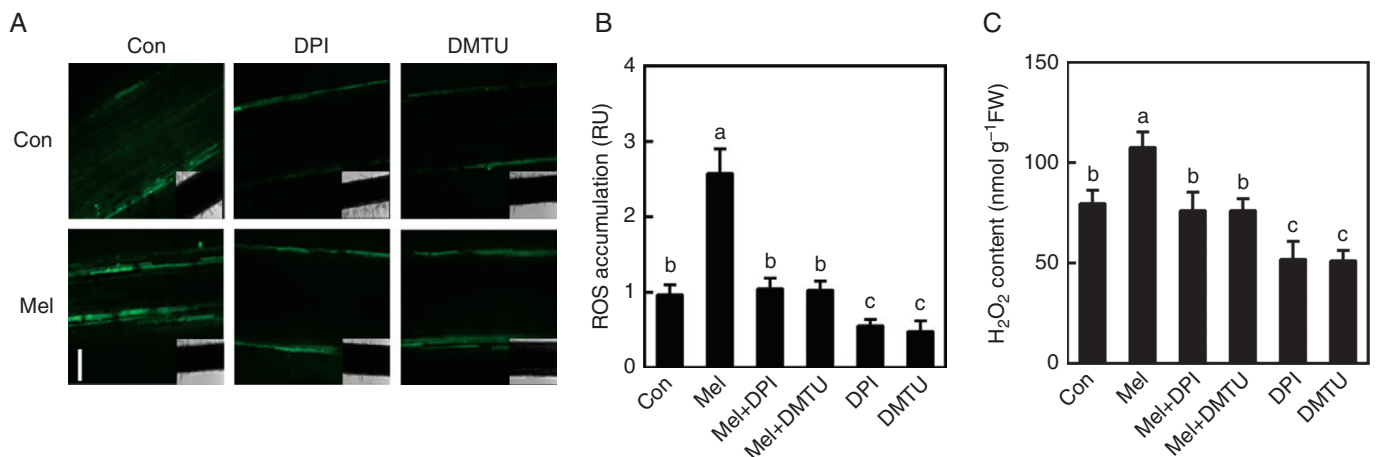 A
Con
DPI
DMTU
Con
Mel
B
ROS accumulation (RU)
4
3
2
1
0
b
a
b
b
c
c
Con
Mel
Mel+DPI
Mel+DMTU
DPI
DMTU
C
H₂O₂ content (nmol g⁻¹FW)
150
100
50
0
b
a
b
b
c
c
Con
Mel
Mel+DPI
Mel+DMTU
DPI
DMTU